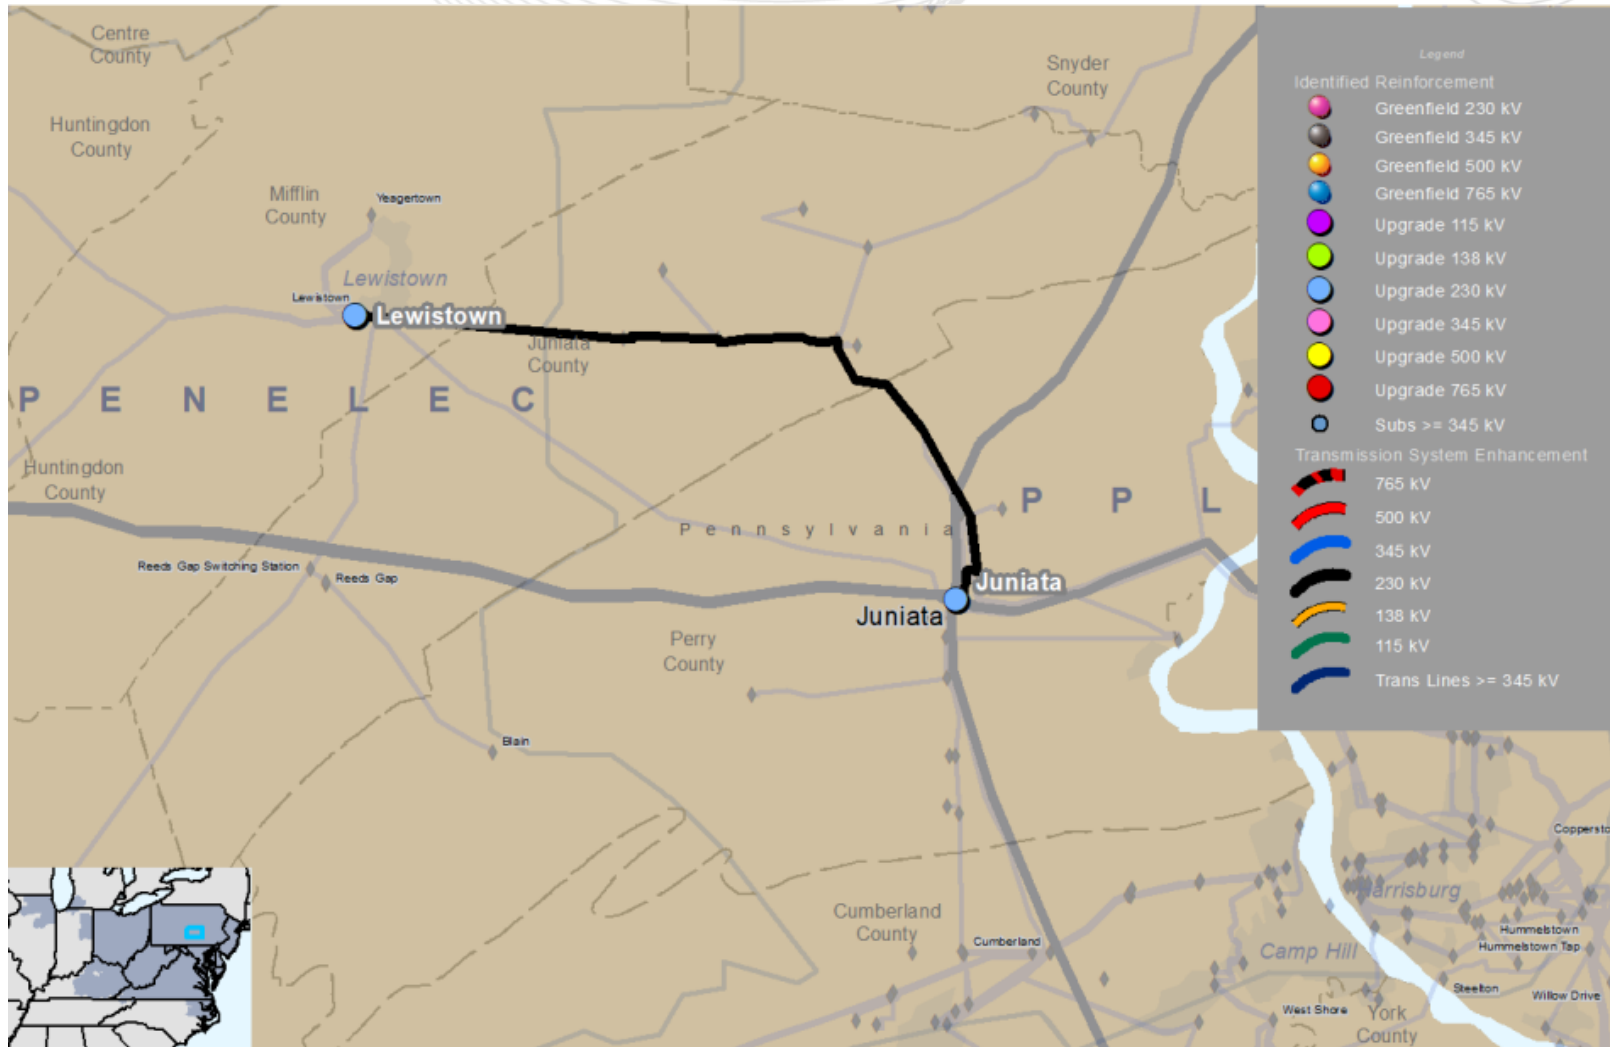 Centre
County
Snyder
County
Huntingdon
County
Mifflin
County
Yeagertown
Lewistown
Lewistown
Lewistown
Juniata
County
P E N E L E C
Huntingdon
County
P P L
Pennsylvania
Reeds Gap Switching Station
Reeds Gap
Juniata
Juniata
Perry
County
Blain
Cumberland
County
Cumberland
Harrisburg
Camp Hill
Coppersto
Hummelstown
Hummelstown Tap
Steelton
Willow Drive
West Shore
York
County
Legend
Identified Reinforcement
Greenfield 230 kV
Greenfield 345 kV
Greenfield 500 kV
Greenfield 765 kV
Upgrade 115 kV
Upgrade 138 kV
Upgrade 230 kV
Upgrade 345 kV
Upgrade 500 kV
Upgrade 765 kV
Subs >= 345 kV
Transmission System Enhancement
765 kV
500 kV
345 kV
230 kV
138 kV
115 kV
Trans Lines >= 345 kV